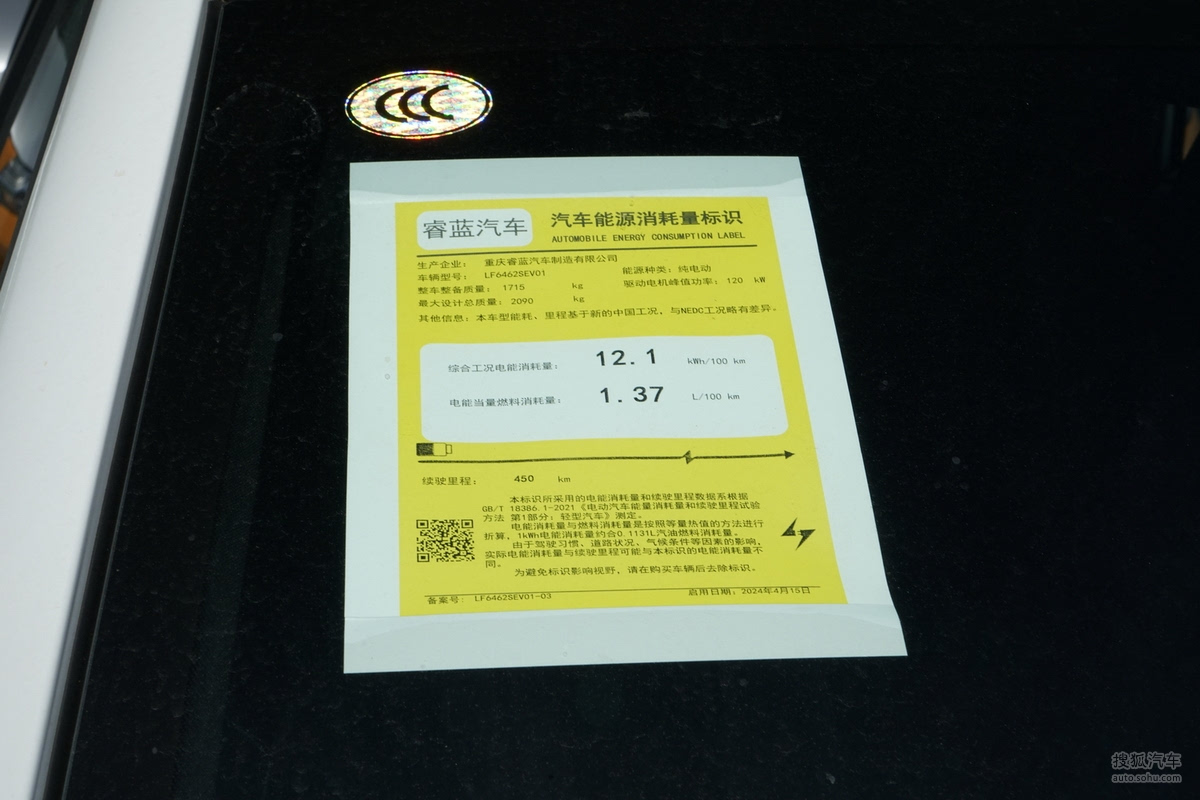 CCC
睿蓝汽车
汽车能源消耗量标识
AUTOMOBILE ENERGY CONSUMPTION LABEL
生产企业: 重庆睿蓝汽车制造有限公司
车辆型号: LF6462SEV01 能源种类: 纯电动
整车整备质量: 1715 kg 驱动电机峰值功率: 120 kW
最大设计总质量: 2090 kg
其他信息: 本车型能耗、里程基于新的中国工况, 与NEDC工况略有差异。
综合工况电能消耗量: 12.1 kWh/100 km
电能当量燃料消耗量: 1.37 L/100 km
续驶里程: 450 km
本标识所采用的电能消耗量和续驶里程数据系根据
GB/T 18386.1-2021《电动汽车能量消耗量和续驶里程试验
方法 第1部分: 轻型汽车》测定。
电能消耗量与燃料消耗量是按照等量热值的方法进行
折算, 1kWh电能消耗量约合0.1131L汽油燃料消耗量。
由于驾驶习惯、道路状况、气候条件等因素的影响,
实际电能消耗量与续驶里程可能与本标识的电能消耗量不
同。
为避免标识影响视野, 请在购买车辆后去除标识。
备案号: LF6462SEV01-03 启用日期: 2024年4月15日
搜狐汽车
auto.sohu.com